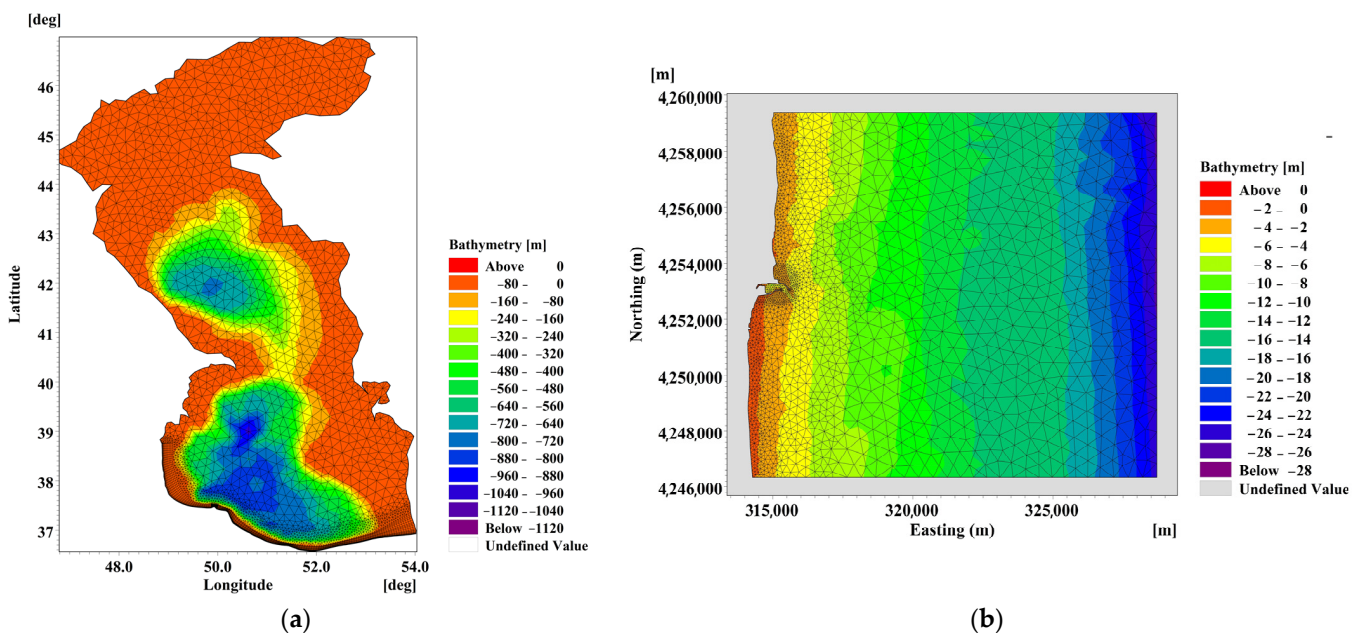 [deg]
46
45
44
43
42
41
40
39
38
37
Latitude
48.0 50.0 52.0 54.0
Longitude [deg]
Bathymetry [m]
Above 0
−80 – 0
−160 – −80
−240 – −160
−320 – −240
−400 – −320
−480 – −400
−560 – −480
−640 – −560
−720 – −640
−800 – −720
−880 – −800
−960 – −880
−1040 – −960
−1120 – −1040
Below −1120
Undefined Value
(a)
[m]
4,260,000
4,258,000
4,256,000
4,254,000
4,252,000
4,250,000
4,248,000
4,246,000
Northing (m)
315,000 320,000 325,000
Easting (m) [m]
Bathymetry [m]
Above 0
−2 – 0
−4 – −2
−6 – −4
−8 – −6
−10 – −8
−12 – −10
−14 – −12
−16 – −14
−18 – −16
−20 – −18
−22 – −20
−24 – −22
−26 – −24
−28 – −26
Below −28
Undefined Value
(b)